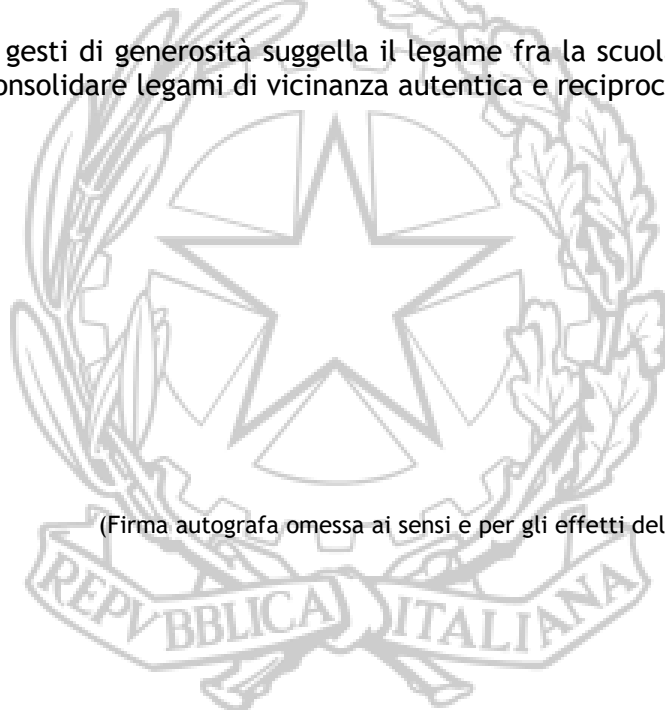 gesti di generosità suggella il legame fra la scuol
onsolidare legami di vicinanza autentica e reciproc
(Firma autografa omessa ai sensi e per gli effetti del
REPVBBLICA ITALIANA